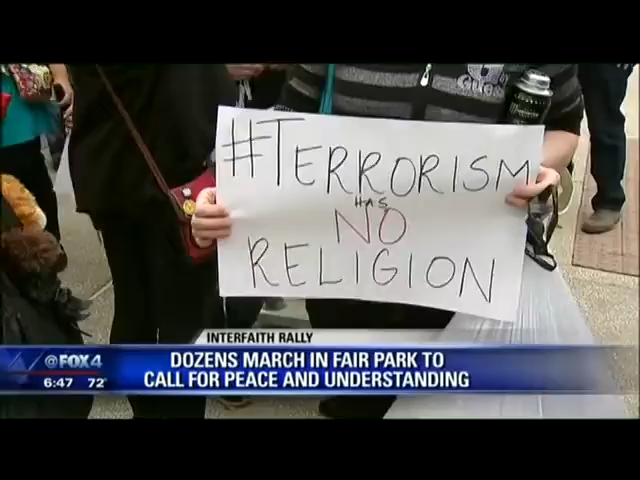 #TERRORISM
HAS
NO
RELIGION
INTERFAITH RALLY
@FOX4
6:47 72°
DOZENS MARCH IN FAIR PARK TO
CALL FOR PEACE AND UNDERSTANDING